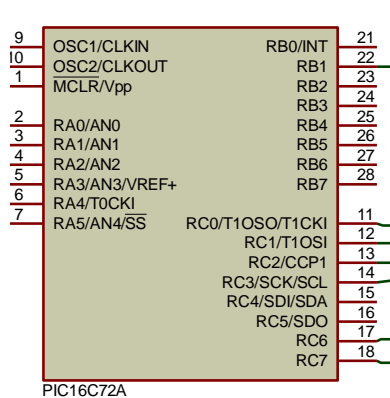 9 OSC1/CLKIN RB0/INT 21
10 OSC2/CLKOUT RB1 22
1 MCLR/Vpp RB2 23
RB3 24
2 RA0/AN0 RB4 25
3 RA1/AN1 RB5 26
4 RA2/AN2 RB6 27
5 RA3/AN3/VREF+ RB7 28
6 RA4/T0CKI
7 RA5/AN4/SS RC0/T1OSO/T1CKI 11
RC1/T1OSI 12
RC2/CCP1 13
RC3/SCK/SCL 14
RC4/SDI/SDA 15
RC5/SDO 16
RC6 17
RC7 18
PIC16C72A